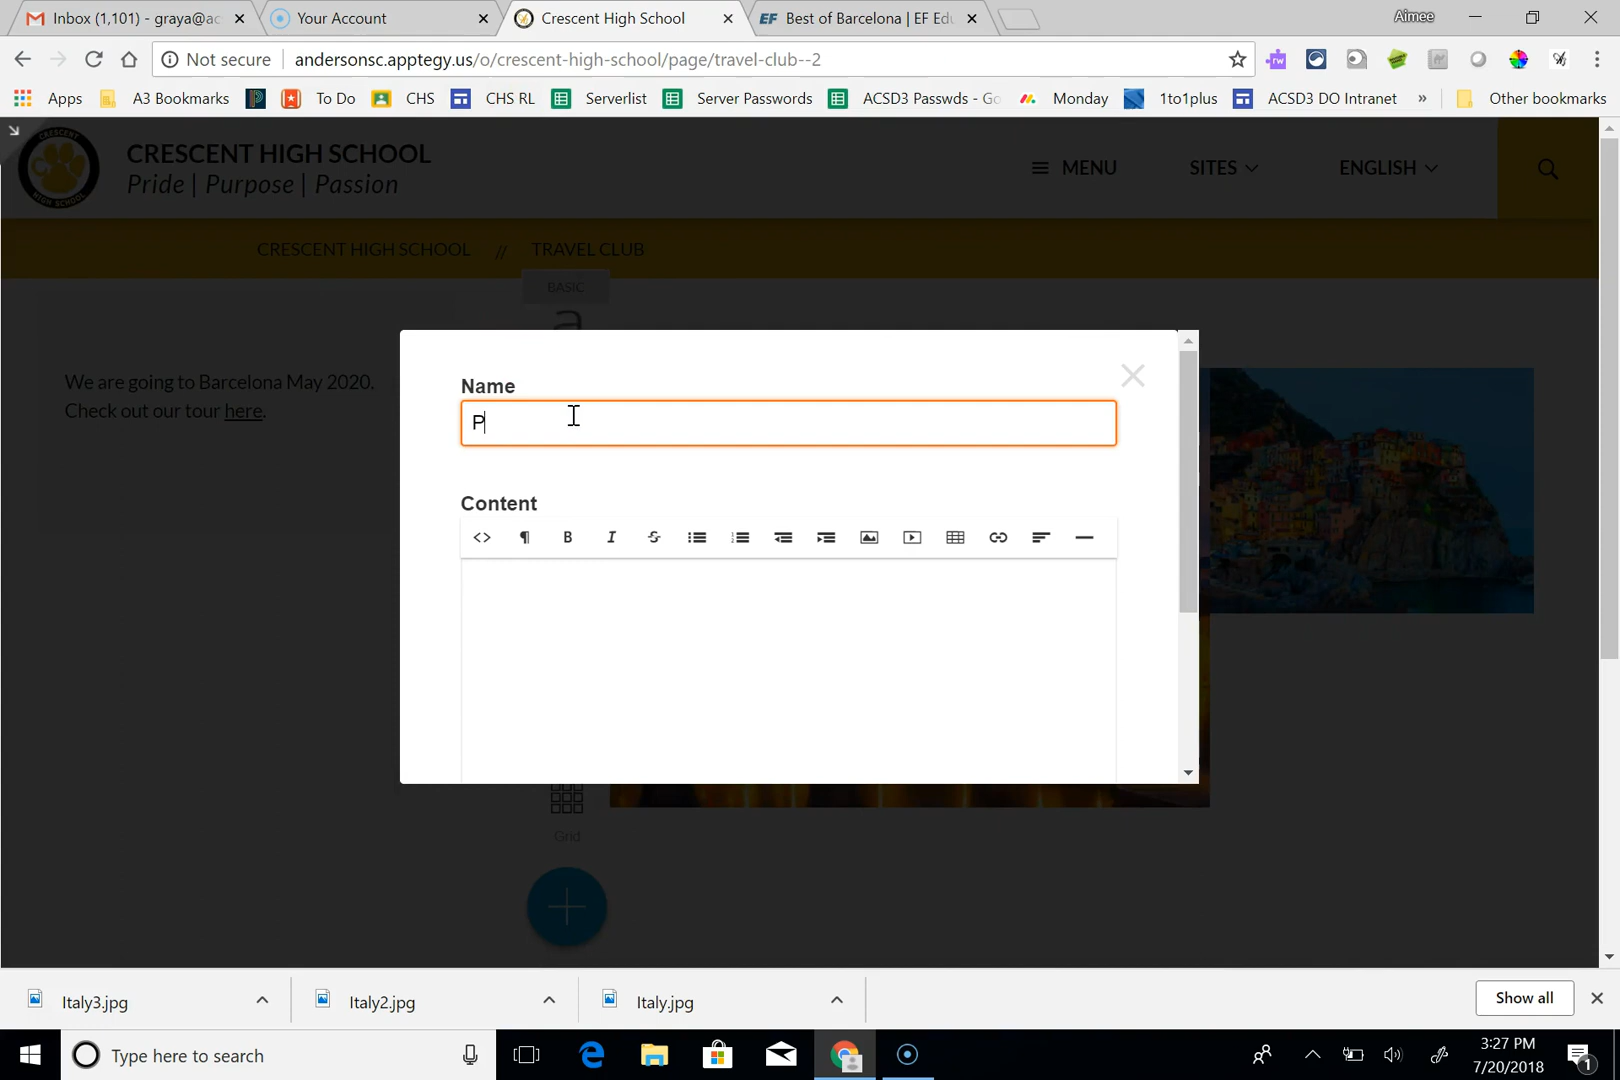 Inbox (1,101) - graya@ac
Your Account
Crescent High School
EF Best of Barcelona | EF Edu
Aimee
Not secure
andersonsc.apptegy.us/o/crescent-high-school/page/travel-club--2
Apps
A3 Bookmarks
To Do
CHS
CHS RL
Serverlist
Server Passwords
ACSD3 Passwds - Go
Monday
1to1plus
ACSD3 DO Intranet
»
Other bookmarks
CRESCENT HIGH SCHOOL
Pride | Purpose | Passion
MENU
SITES
ENGLISH
CRESCENT HIGH SCHOOL // TRAVEL CLUB
BASIC
a
We are going to Barcelona May 2020.
Check out our tour here.
Name
P
Content
Grid
Italy3.jpg
Italy2.jpg
Italy.jpg
Show all
Type here to search
3:27 PM
7/20/2018
1